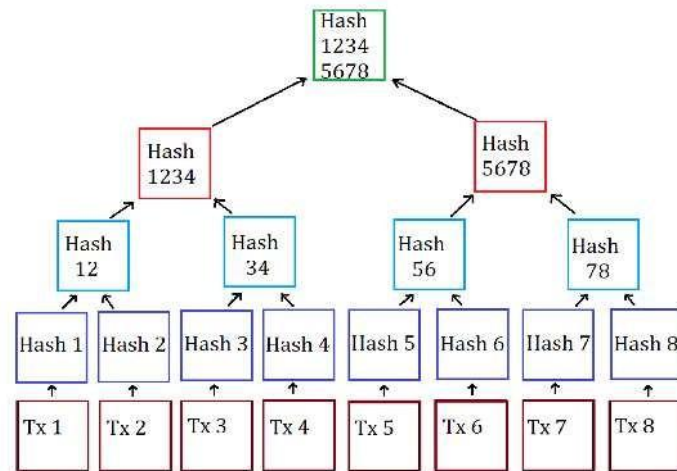 Hash
1234
5678
Hash
1234
Hash
5678
Hash
12
Hash
34
Hash
56
Hash
78
Hash 1
Hash 2
Hash 3
Hash 4
Hash 5
Hash 6
Hash 7
Hash 8
Tx 1
Tx 2
Tx 3
Tx 4
Tx 5
Tx 6
Tx 7
Tx 8